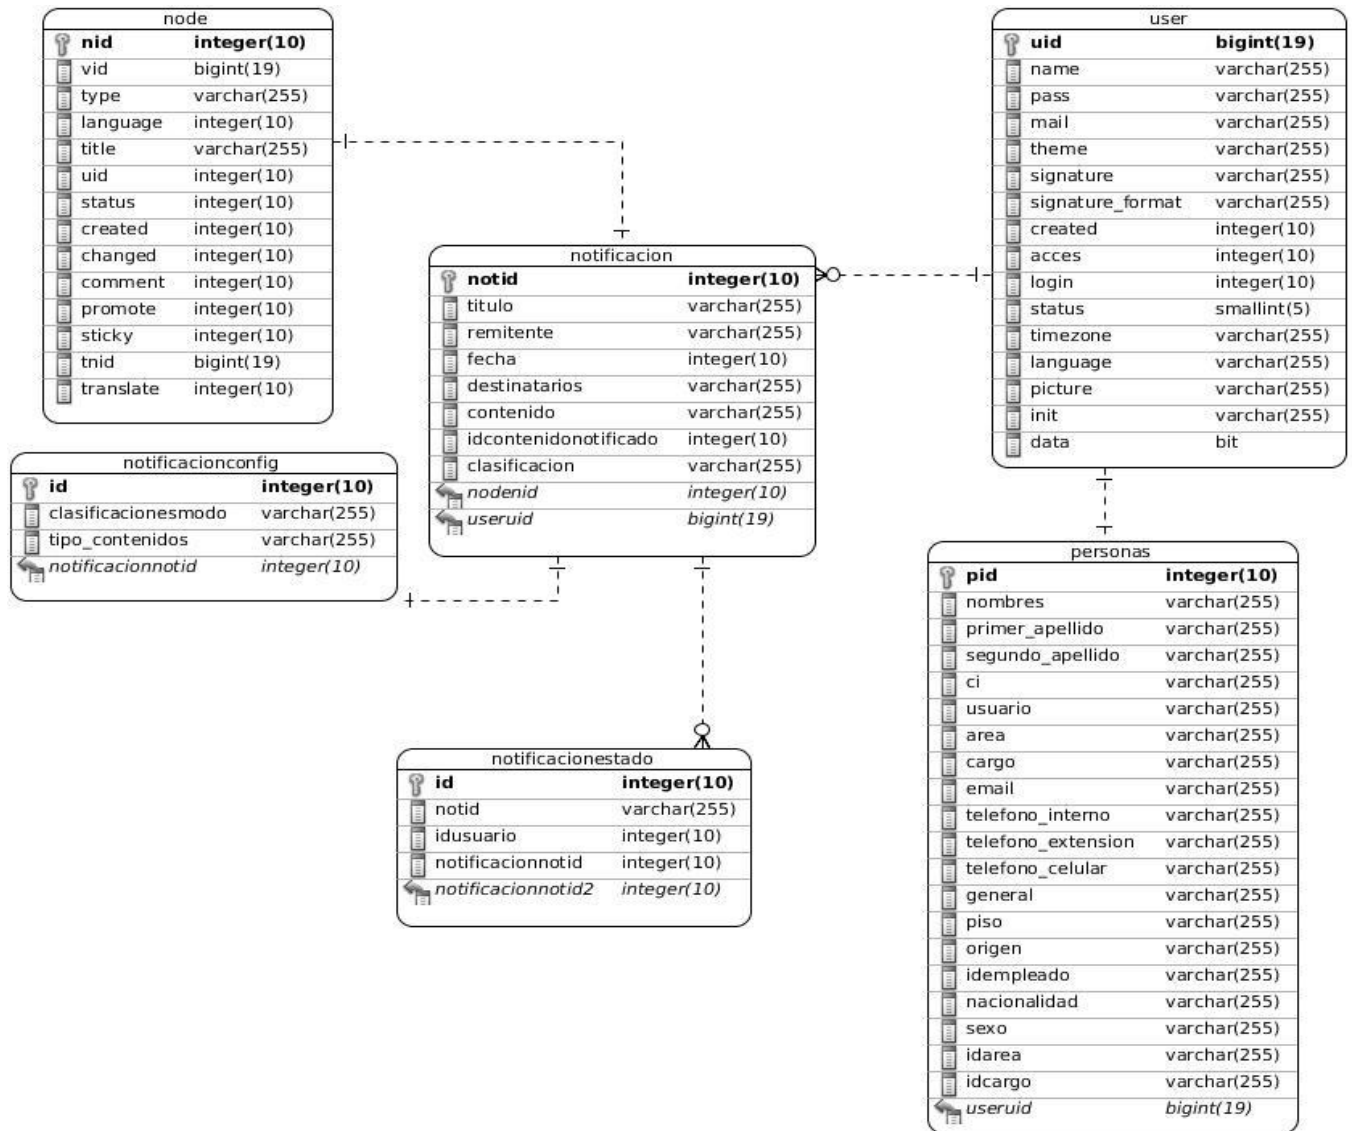 node
nid integer(10)
vid bigint(19)
type varchar(255)
language integer(10)
title varchar(255)
uid integer(10)
status integer(10)
created integer(10)
changed integer(10)
comment integer(10)
promote integer(10)
sticky integer(10)
tnid bigint(19)
translate integer(10)
user
uid bigint(19)
name varchar(255)
pass varchar(255)
mail varchar(255)
theme varchar(255)
signature varchar(255)
signature_format varchar(255)
created integer(10)
acces integer(10)
login integer(10)
status smallint(5)
timezone varchar(255)
language varchar(255)
picture varchar(255)
init varchar(255)
data bit
notificacion
notid integer(10)
titulo varchar(255)
remitente varchar(255)
fecha integer(10)
destinatarios varchar(255)
contenido varchar(255)
idcontenidonotificado integer(10)
clasificacion varchar(255)
nodenid integer(10)
useruid bigint(19)
notificacionconfig
id integer(10)
clasificacionesmodo varchar(255)
tipo_contenidos varchar(255)
notificacionnotid integer(10)
personas
pid integer(10)
nombres varchar(255)
primer_apellido varchar(255)
segundo_apellido varchar(255)
ci varchar(255)
usuario varchar(255)
area varchar(255)
cargo varchar(255)
email varchar(255)
telefono_interno varchar(255)
telefono_extension varchar(255)
telefono_celular varchar(255)
general varchar(255)
piso varchar(255)
origen varchar(255)
idempleado varchar(255)
nacionalidad varchar(255)
sexo varchar(255)
idarea varchar(255)
idcargo varchar(255)
useruid bigint(19)
notificacionestado
id integer(10)
notid varchar(255)
idusuario integer(10)
notificacionnotid integer(10)
notificacionnotid2 integer(10)